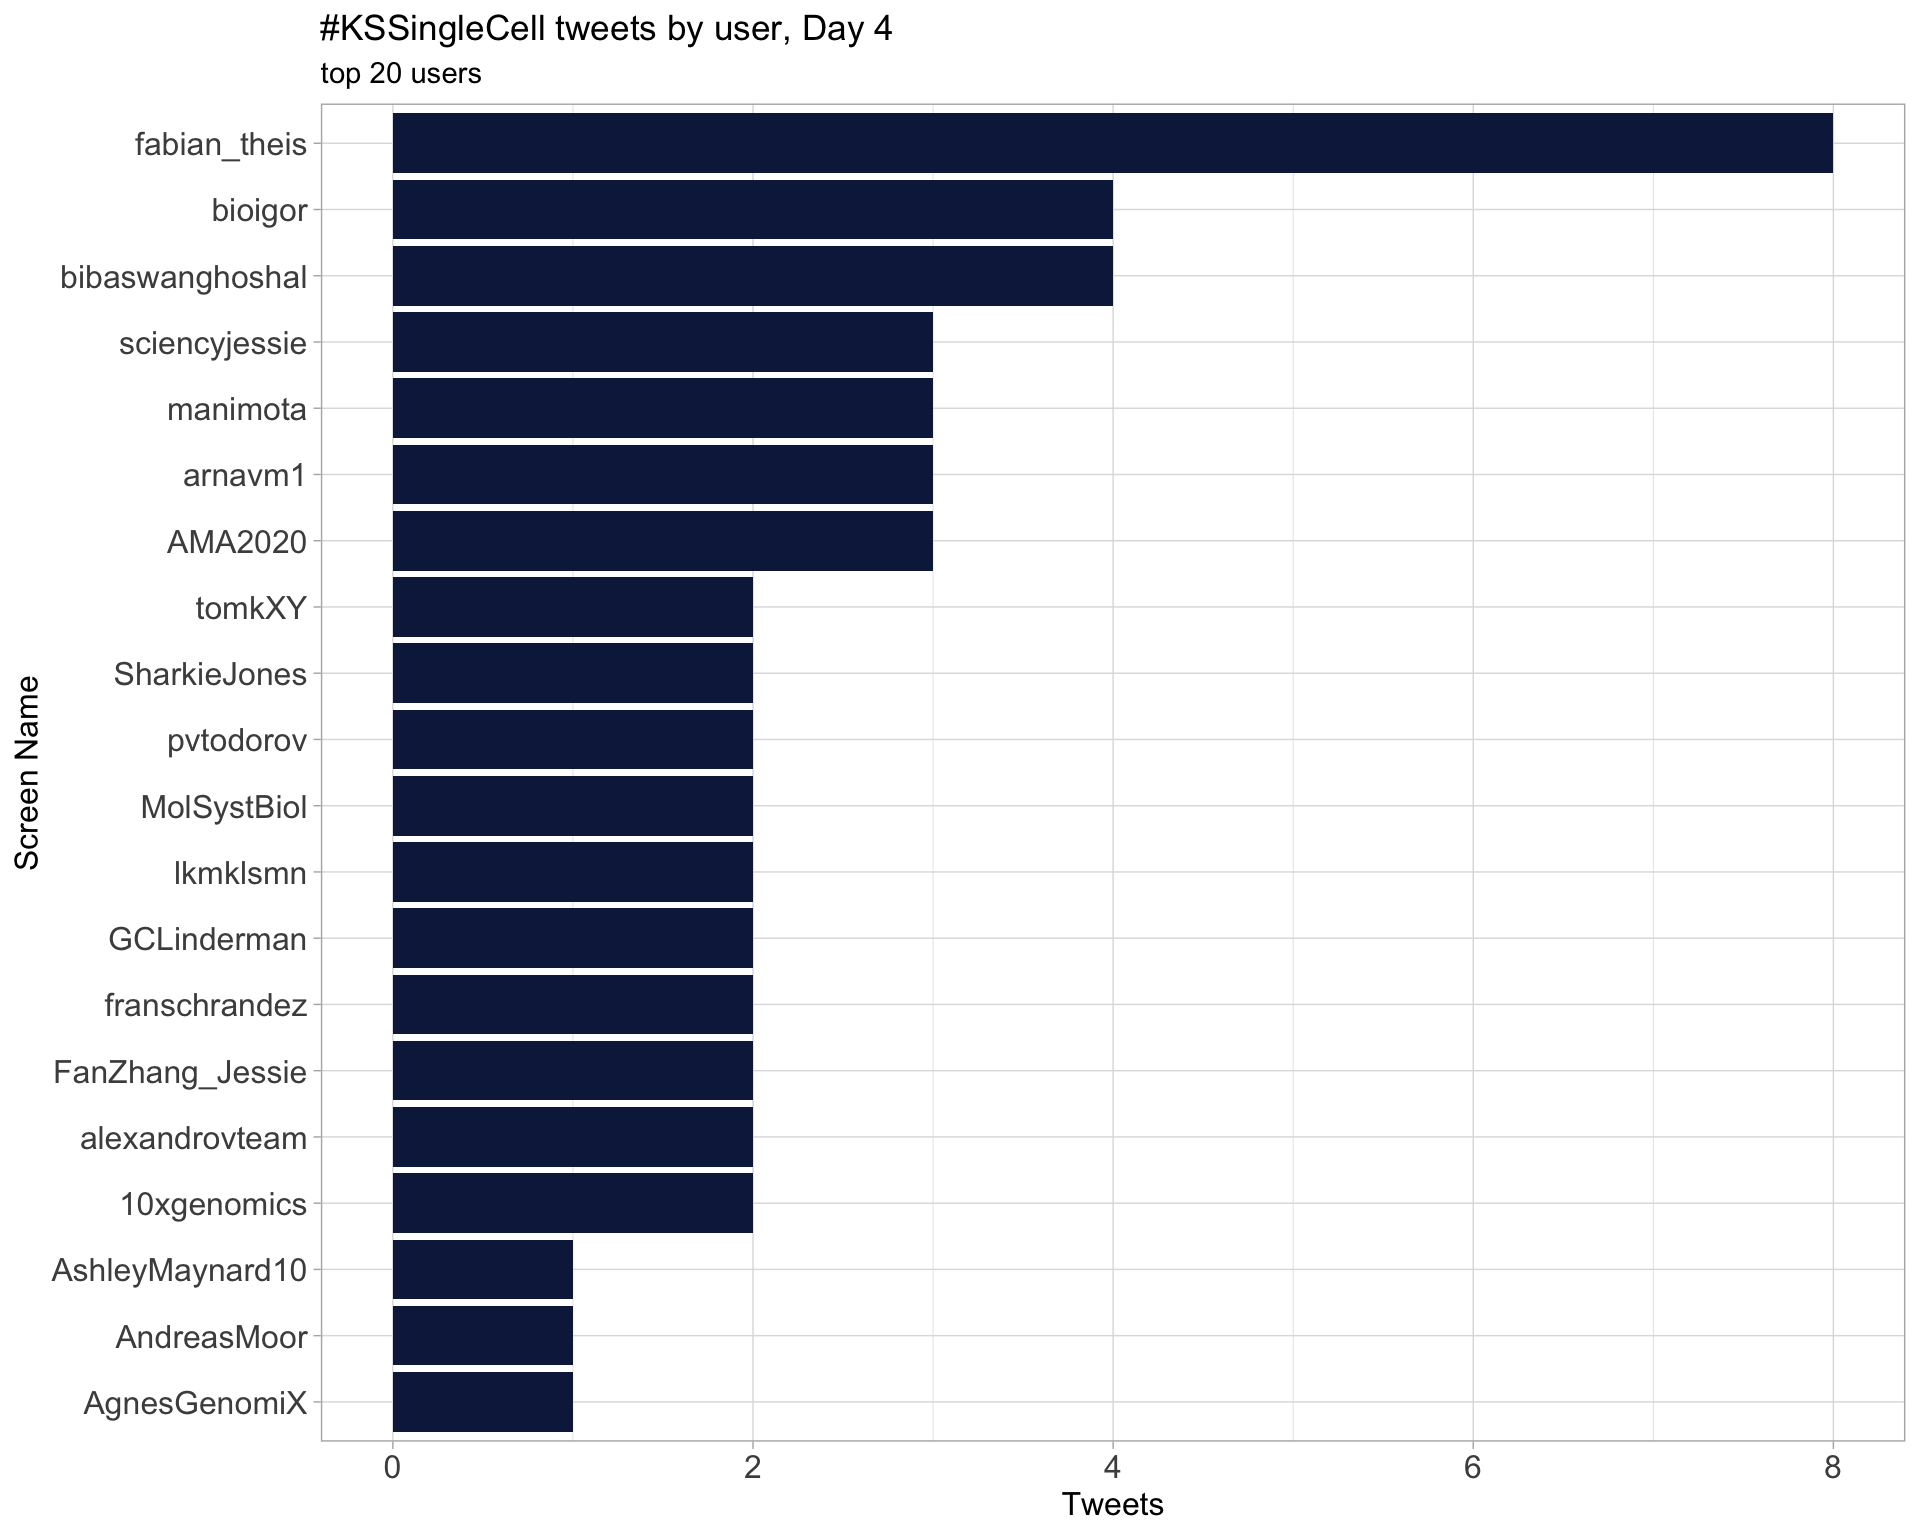 #KSSingleCell tweets by user, Day 4
top 20 users
Screen Name
fabian_theis
bioigor
bibaswanghoshal
sciencyjessie
manimota
arnavm1
AMA2020
tomkXY
SharkieJones
pvtodorov
MolSystBiol
lkmklsmn
GCLinderman
franschrandez
FanZhang_Jessie
alexandrovteam
10xgenomics
AshleyMaynard10
AndreasMoor
AgnesGenomiX
0 2 4 6 8
Tweets